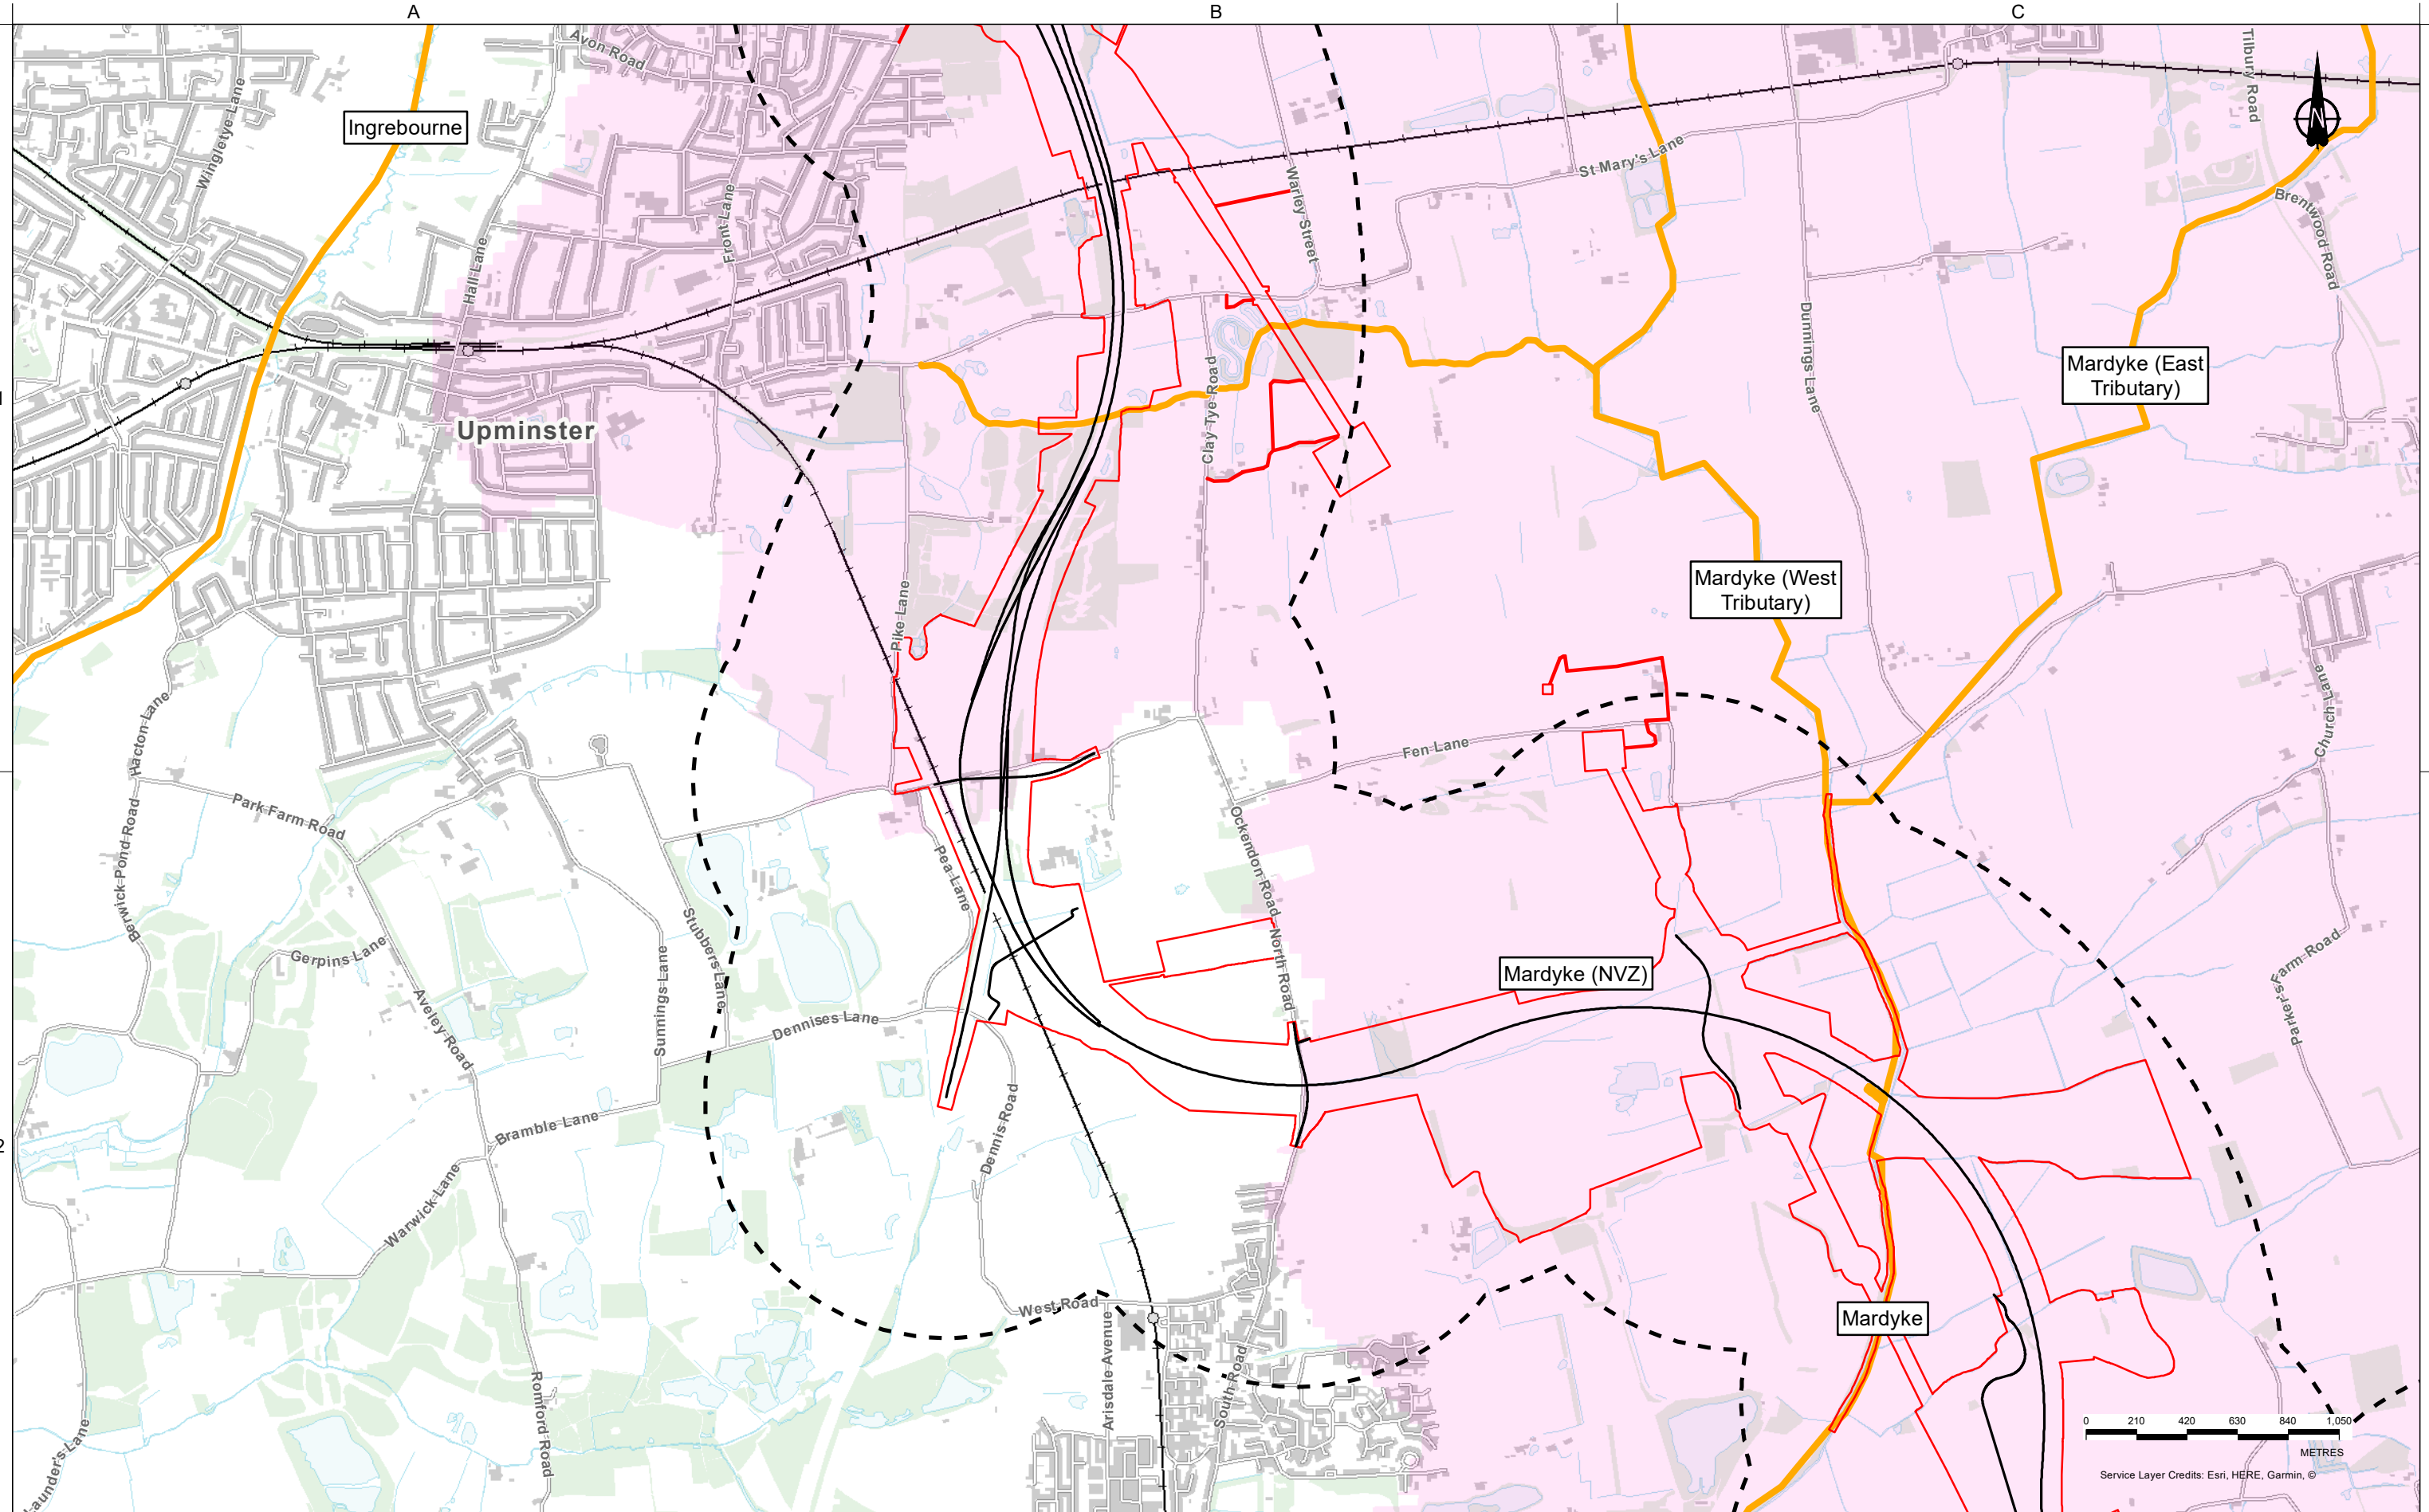 A
B
C
Avon Road
Tilbury Road
Wingletye Lane
Ingrebourne
N
St Mary's Lane
Warley Street
Front Lane
Brentwood Road
Hall Lane
Dunnings Lane
Mardyke (East
Tributary)
Clay Tye Road
1
Upminster
Mardyke (West
Tributary)
Pike Lane
Hacton Lane
Church Lane
Fen Lane
Park Farm Road
Berwick Pond Road
Pea Lane
Ockendon Road
North Road
Stubbers Lane
Gerpins Lane
Sunnings Lane
Parker's Farm Road
Mardyke (NVZ)
Aveley Road
Dennises Lane
Bramble Lane
Dennis Road
2
Warwick Lane
West Road
Mardyke
Arisdale Avenue
South Road
Romford Road
Launder's Lane
0 210 420 630 840 1,050
METRES
Service Layer Credits: Esri, HERE, Garmin, ©